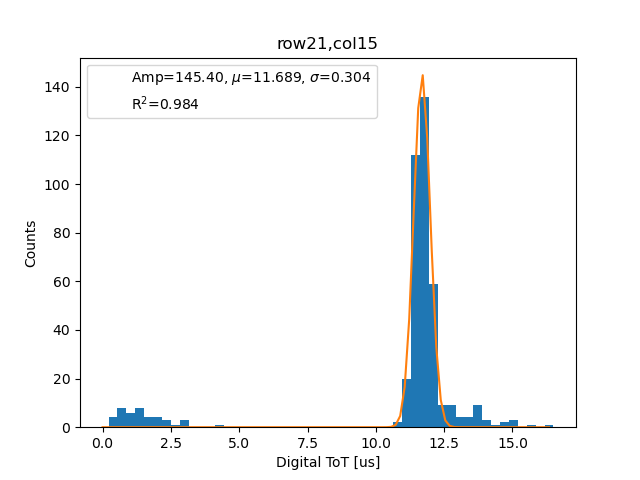 row21,col15
Amp=145.40, μ=11.689, σ=0.304
R²=0.984
140
120
100
80
60
40
20
0
Counts
0.0 2.5 5.0 7.5 10.0 12.5 15.0
Digital ToT [us]